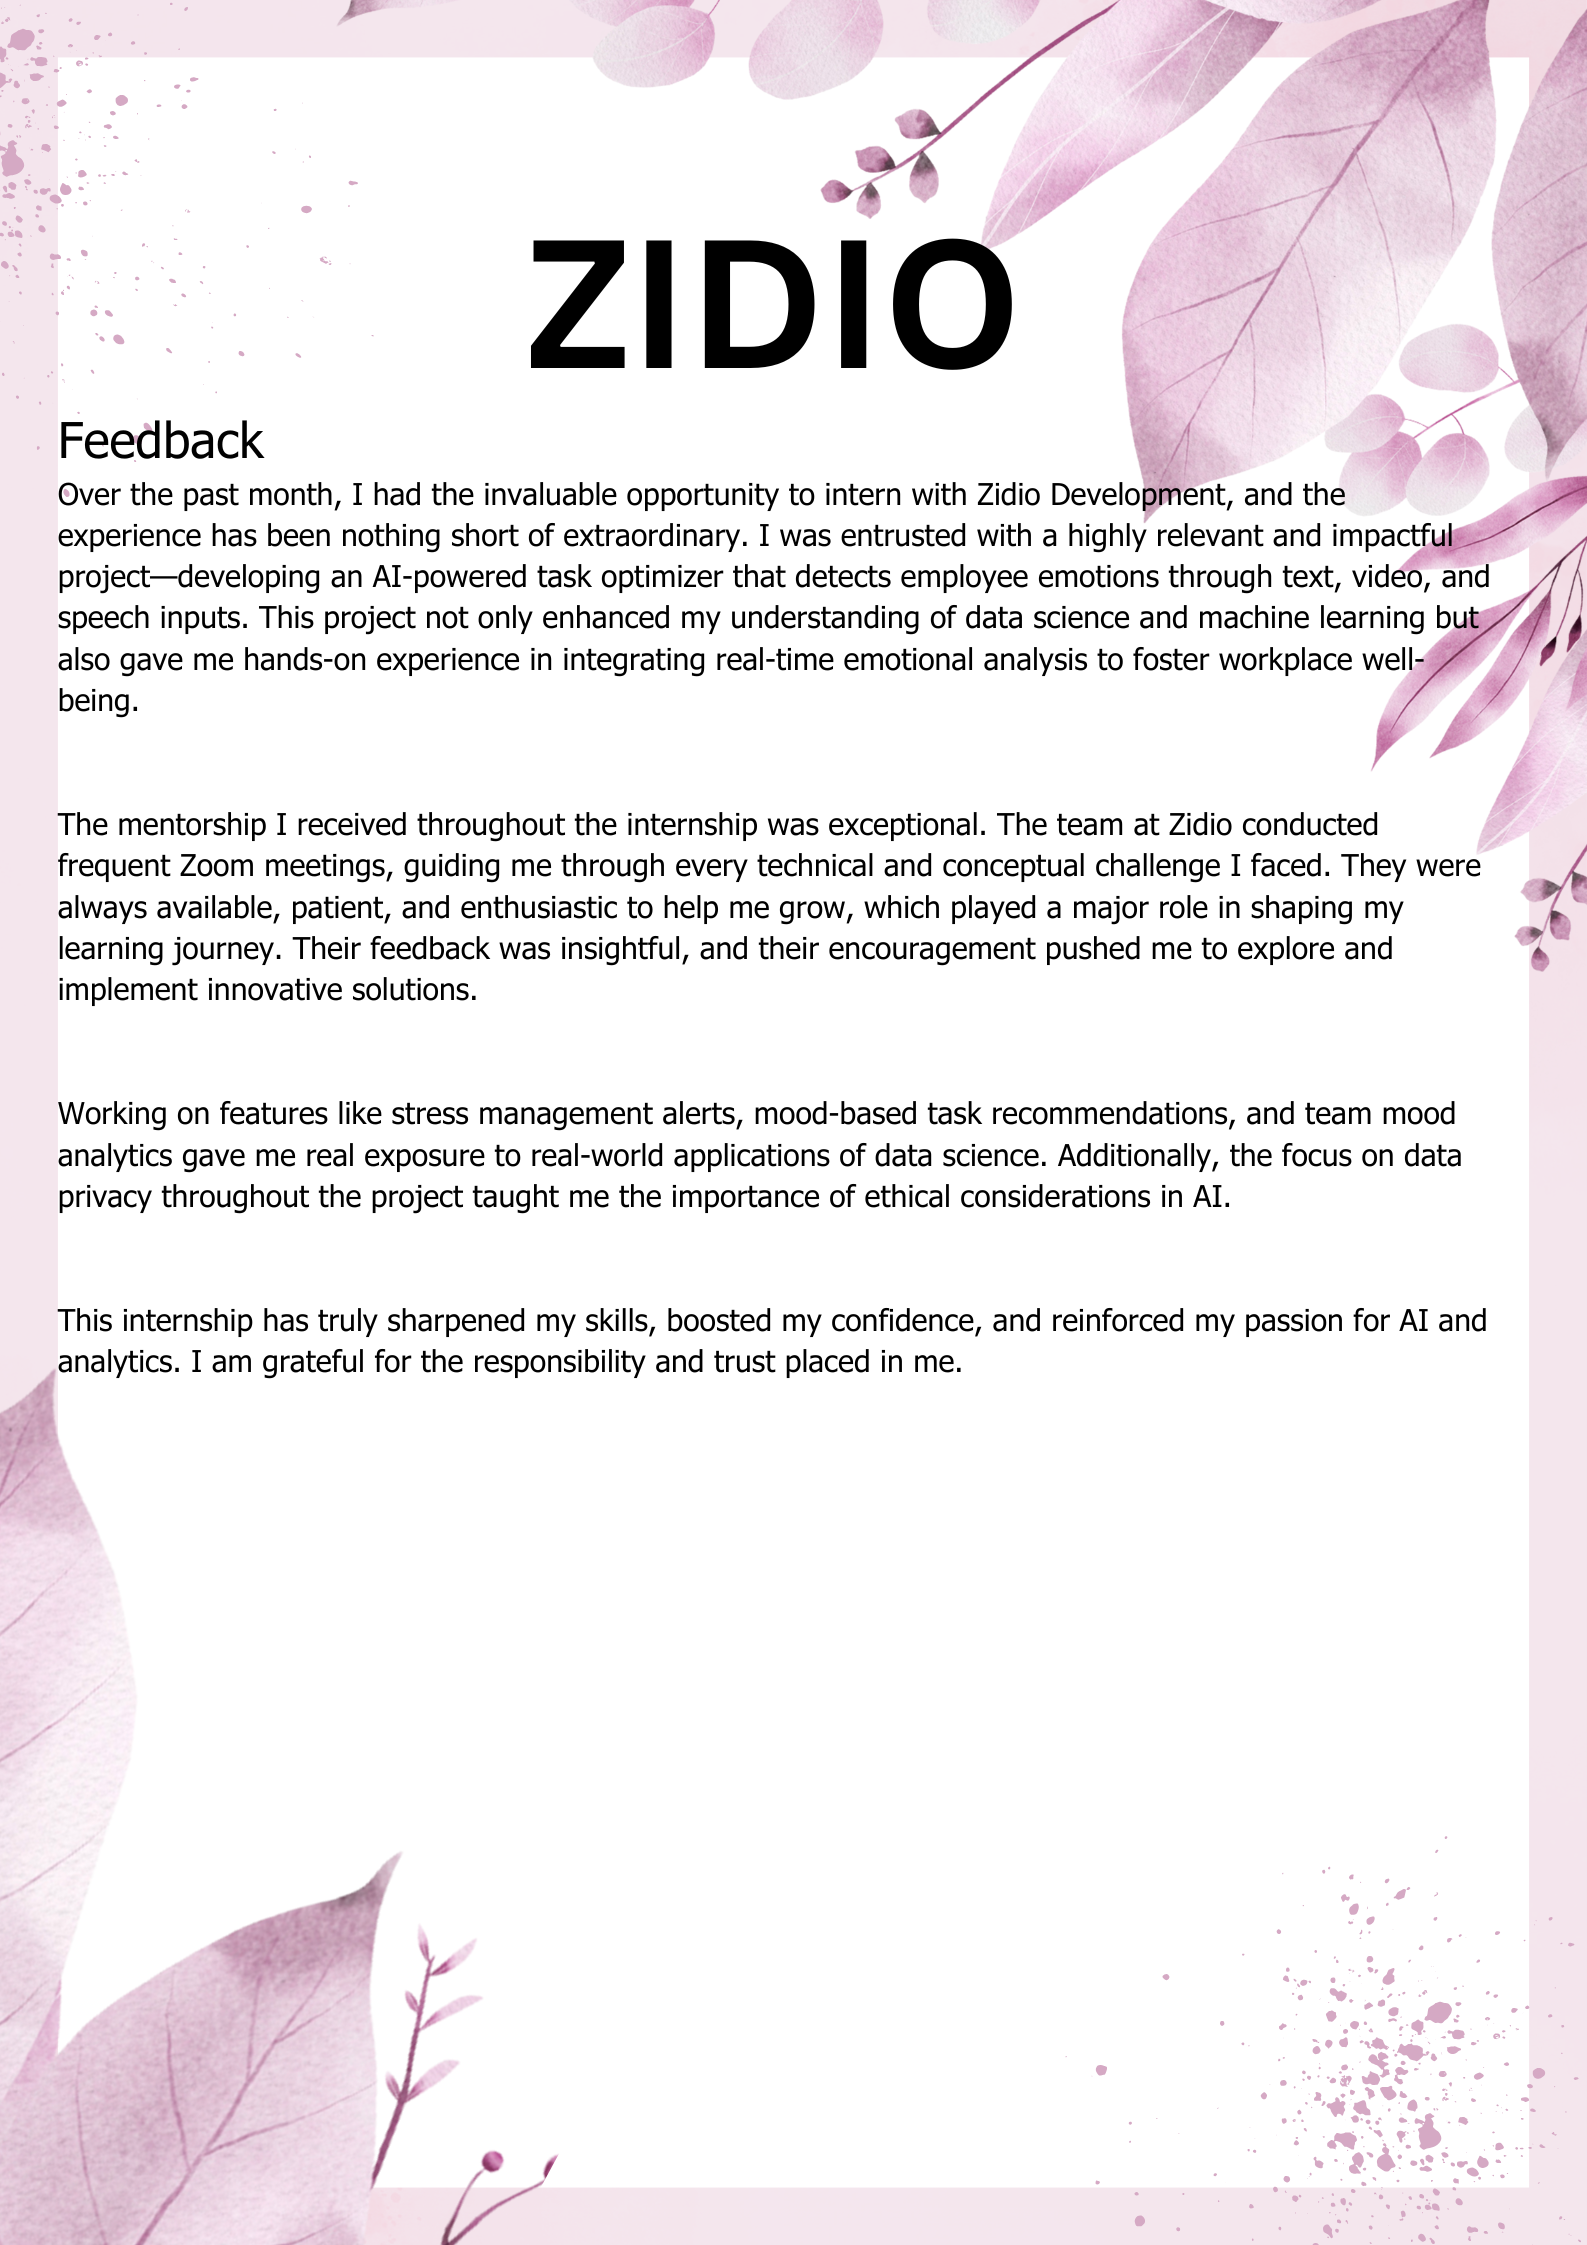 ZIDIO
Feedback
Over the past month, I had the invaluable opportunity to intern with Zidio Development, and the
experience has been nothing short of extraordinary. I was entrusted with a highly relevant and impactful
project—developing an AI-powered task optimizer that detects employee emotions through text, video, and
speech inputs. This project not only enhanced my understanding of data science and machine learning but
also gave me hands-on experience in integrating real-time emotional analysis to foster workplace well-
being.
The mentorship I received throughout the internship was exceptional. The team at Zidio conducted
frequent Zoom meetings, guiding me through every technical and conceptual challenge I faced. They were
always available, patient, and enthusiastic to help me grow, which played a major role in shaping my
learning journey. Their feedback was insightful, and their encouragement pushed me to explore and
implement innovative solutions.
Working on features like stress management alerts, mood-based task recommendations, and team mood
analytics gave me real exposure to real-world applications of data science. Additionally, the focus on data
privacy throughout the project taught me the importance of ethical considerations in AI.
This internship has truly sharpened my skills, boosted my confidence, and reinforced my passion for AI and
analytics. I am grateful for the responsibility and trust placed in me.